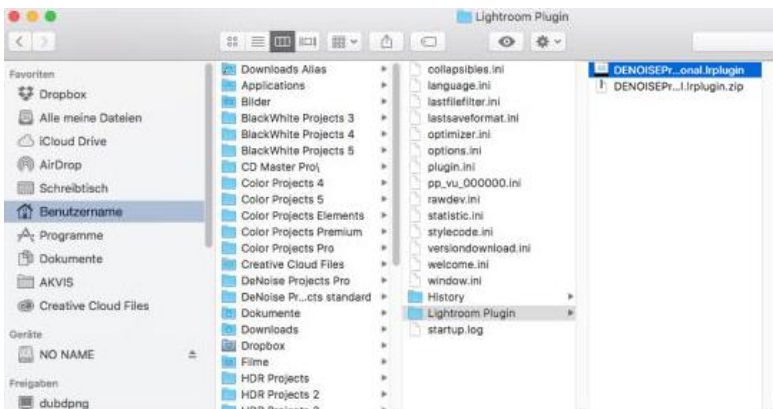 Lightroom Plugin
Favoriten
Dropbox
Alle meine Dateien
iCloud Drive
AirDrop
Schreibtisch
Benutzername
Programme
Dokumente
AKVIS
Creative Cloud Files
Geräte
NO NAME
Freigaben
dubdpng
Downloads Alias
Applications
Bilder
BlackWhite Projects 3
BlackWhite Projects 4
BlackWhite Projects 5
CD Master Pro\
Color Projects 4
Color Projects 5
Color Projects Elements
Color Projects Premium
Color Projects Pro
Creative Cloud Files
DeNoise Projects Pro
DeNoise Pr...cts standard
Dokumente
Downloads
Dropbox
Filme
HDR Projects
HDR Projects 2
collapsibles.ini
language.ini
lastfilefilter.ini
lastsaveformat.ini
optimizer.ini
options.ini
plugin.ini
pp_vu_000000.ini
rawdev.ini
statistic.ini
stylecode.ini
versiondownload.ini
welcome.ini
window.ini
History
Lightroom Plugin
startup.log
DENOISEPr...onal.lrplugin
DENOISEPr...l.lrplugin.zip